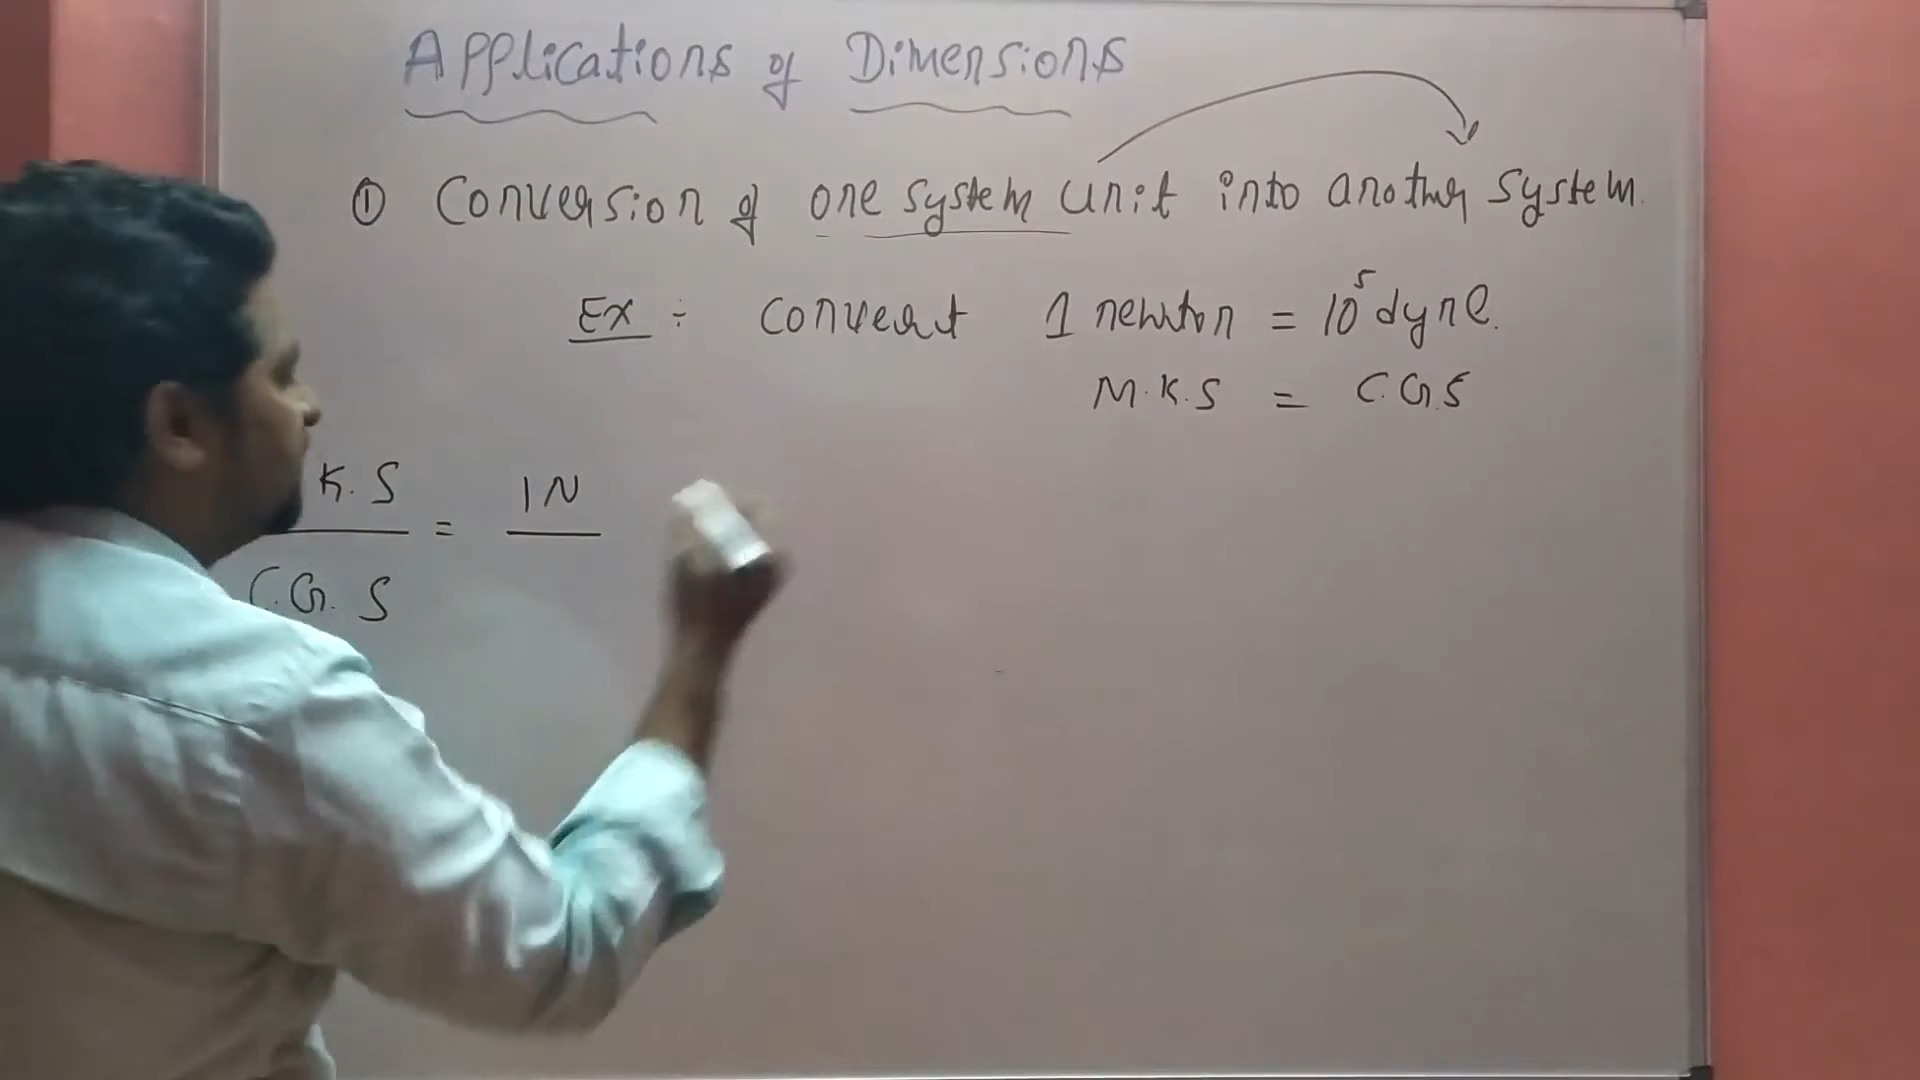 Applications of Dimensions
① Conversion of one system unit into another system.
Ex ÷ convert 1 newton = 10⁵ dyne.
M.K.S = C.G.S
K.S = 1N
C.G.S